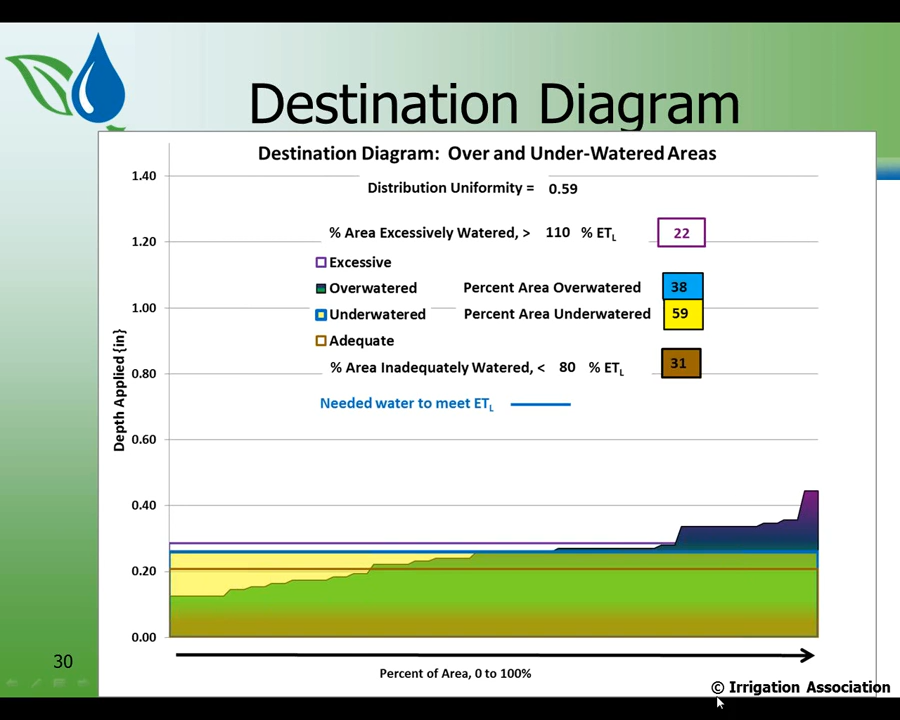 Destination Diagram
Destination Diagram: Over and Under-Watered Areas
Distribution Uniformity = 0.59
% Area Excessively Watered, > 110 % ETL 22
Excessive
Overwatered Percent Area Overwatered 38
Underwatered Percent Area Underwatered 59
Adequate
% Area Inadequately Watered, < 80 % ETL 31
Needed water to meet ETL
Depth Applied {in}
1.40
1.20
1.00
0.80
0.60
0.40
0.20
0.00
Percent of Area, 0 to 100%
30
© Irrigation Association